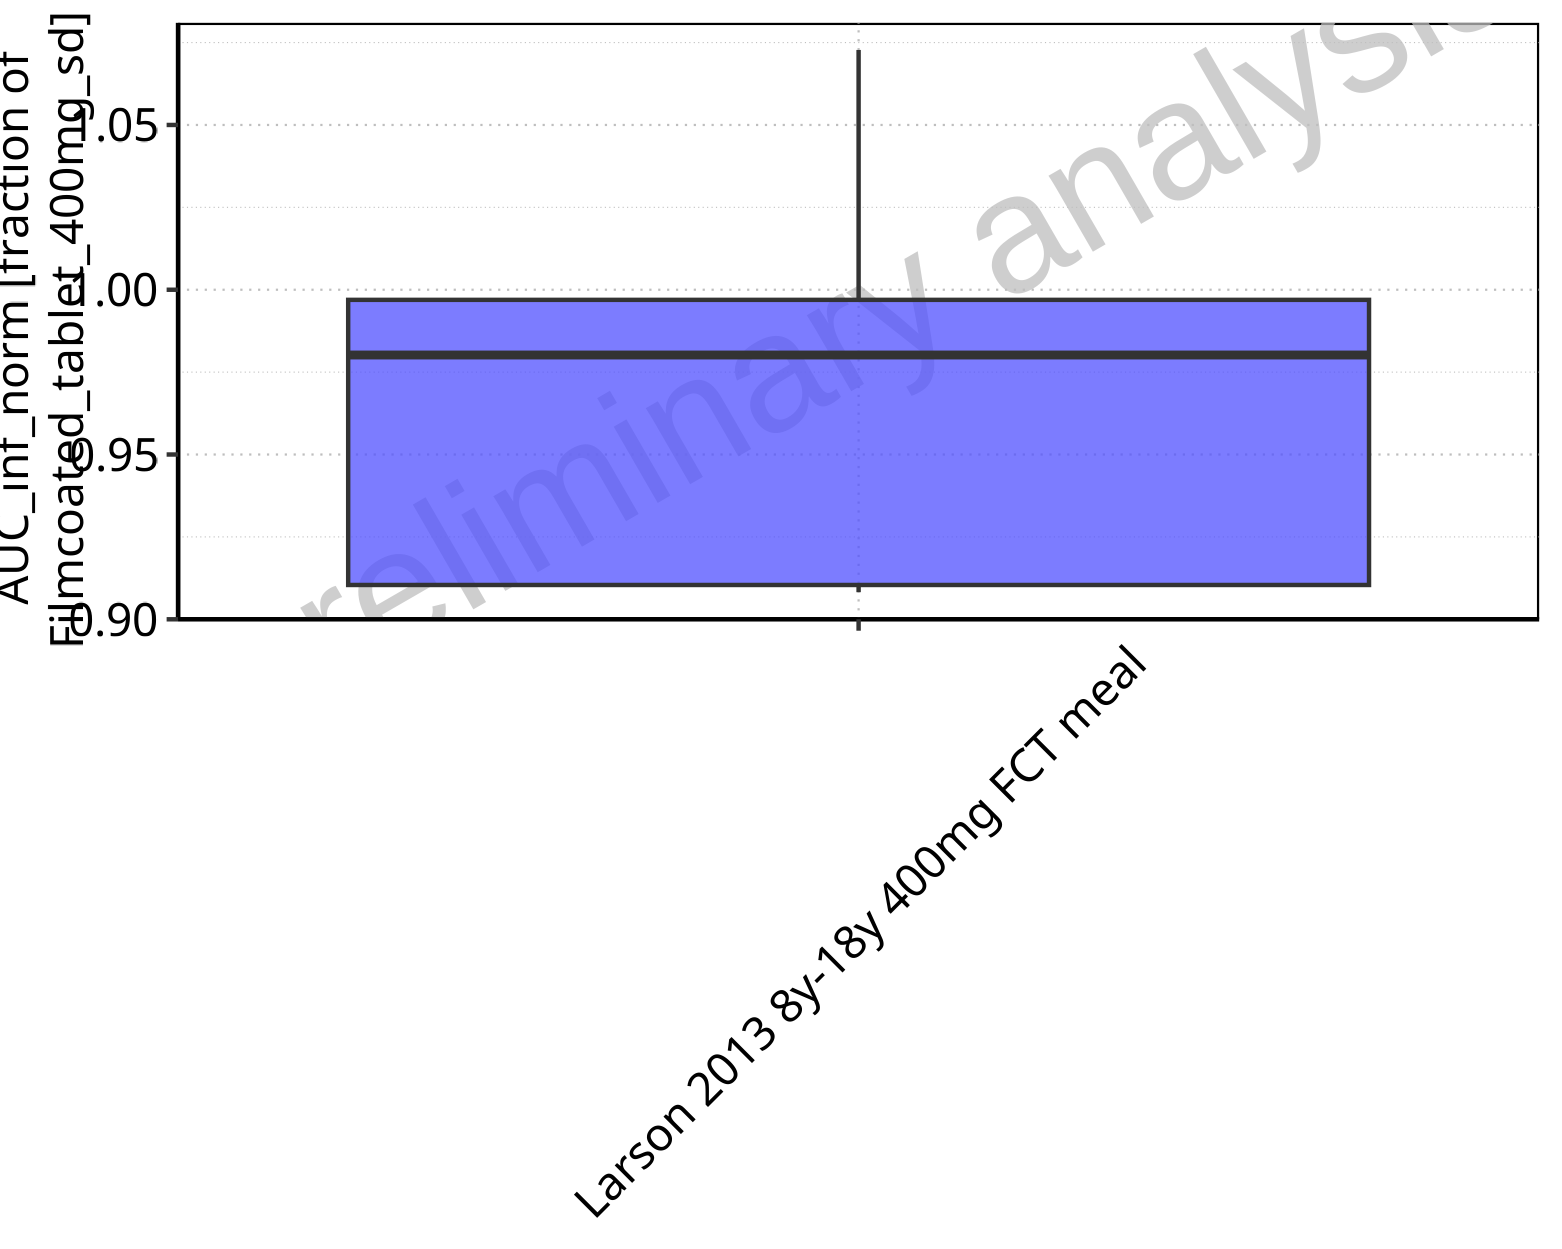 AUC_inf_norm [fraction of
Filmcoated_tablet_400mg_sd]
1.05
1.00
0.95
0.90
reliminary analysis
Larson 2013 8y-18y 400mg FCT meal